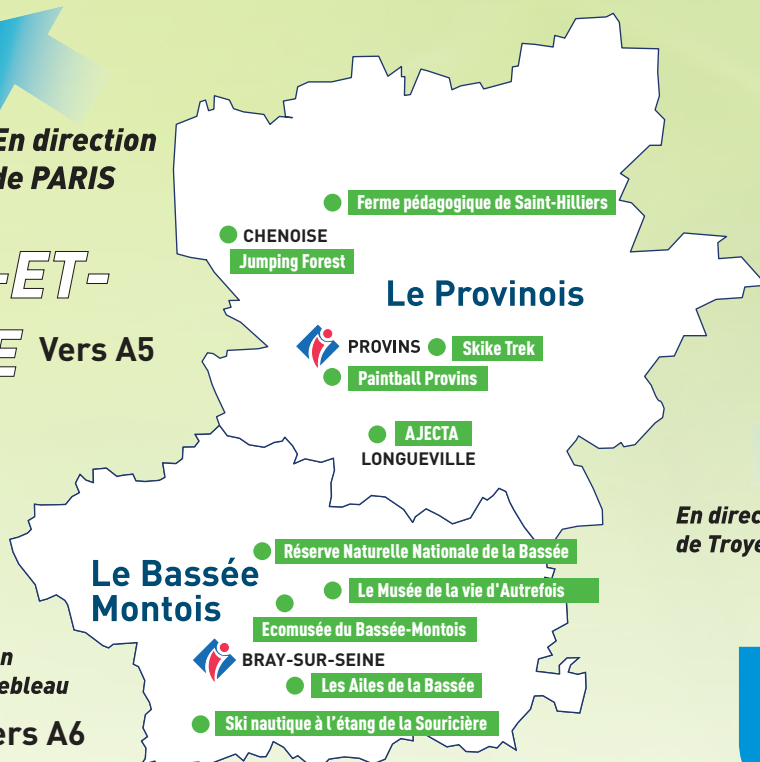 En direction
de PARIS
-ET-
E
Vers A5
Ferme pédagogique de Saint-Hilliers
CHENOISE
Jumping Forest
Le Provinois
PROVINS
Skike Trek
Paintball Provins
AJECTA
LONGUEVILLE
En direc
de Troye
Réserve Naturelle Nationale de la Bassée
Le Bassée
Montois
Le Musée de la vie d'Autrefois
Ecomusée du Bassée-Montois
n
ebleau
BRAY-SUR-SEINE
Les Ailes de la Bassée
ers A6
Ski nautique à l'étang de la Souricière